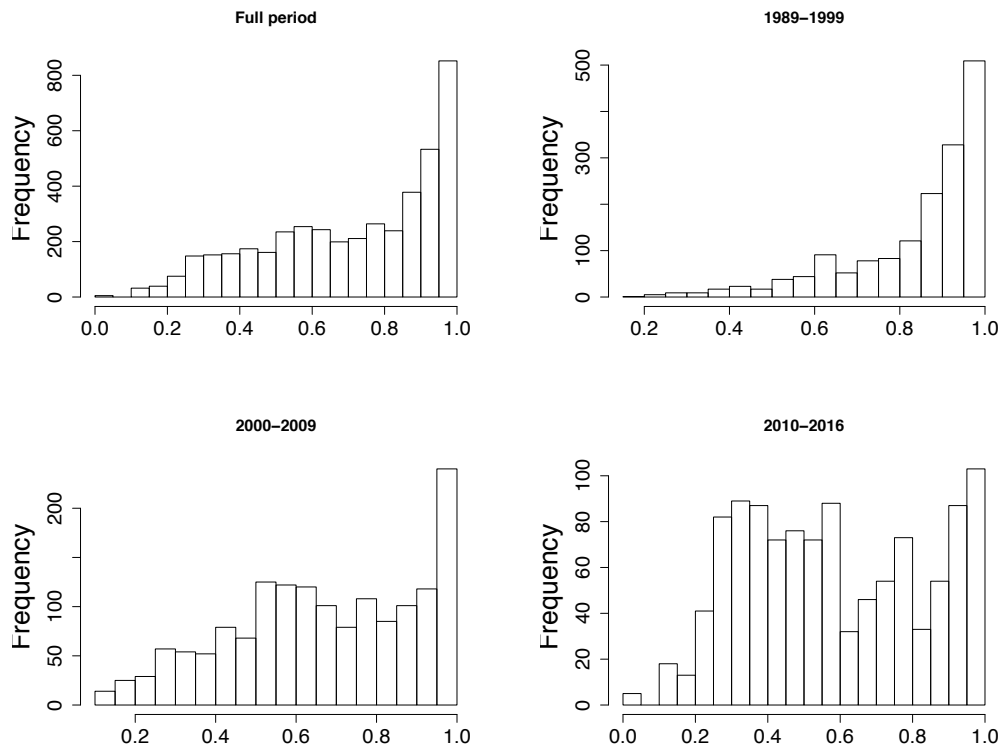 Full period
Frequency
0 200 400 600 800
0.0 0.2 0.4 0.6 0.8 1.0
1989−1999
Frequency
0 100 300 500
0.2 0.4 0.6 0.8 1.0
2000−2009
Frequency
0 50 100 200
0.2 0.4 0.6 0.8 1.0
2010−2016
Frequency
0 20 40 60 80 100
0.0 0.2 0.4 0.6 0.8 1.0